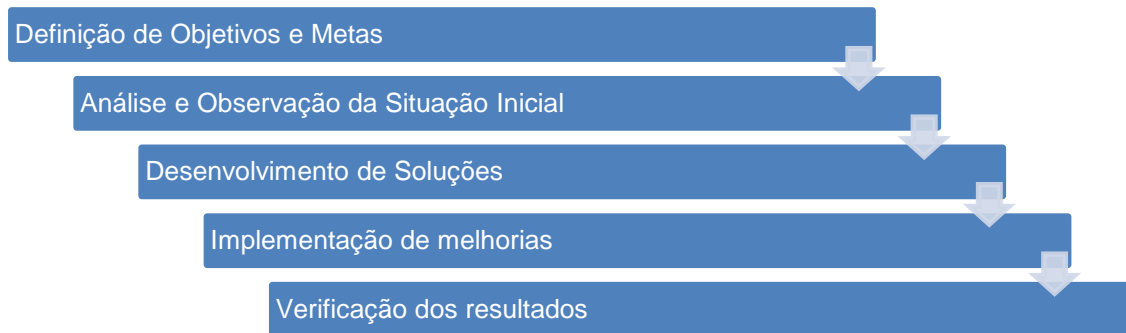 Definição de Objetivos e Metas
Análise e Observação da Situação Inicial
Desenvolvimento de Soluções
Implementação de melhorias
Verificação dos resultados